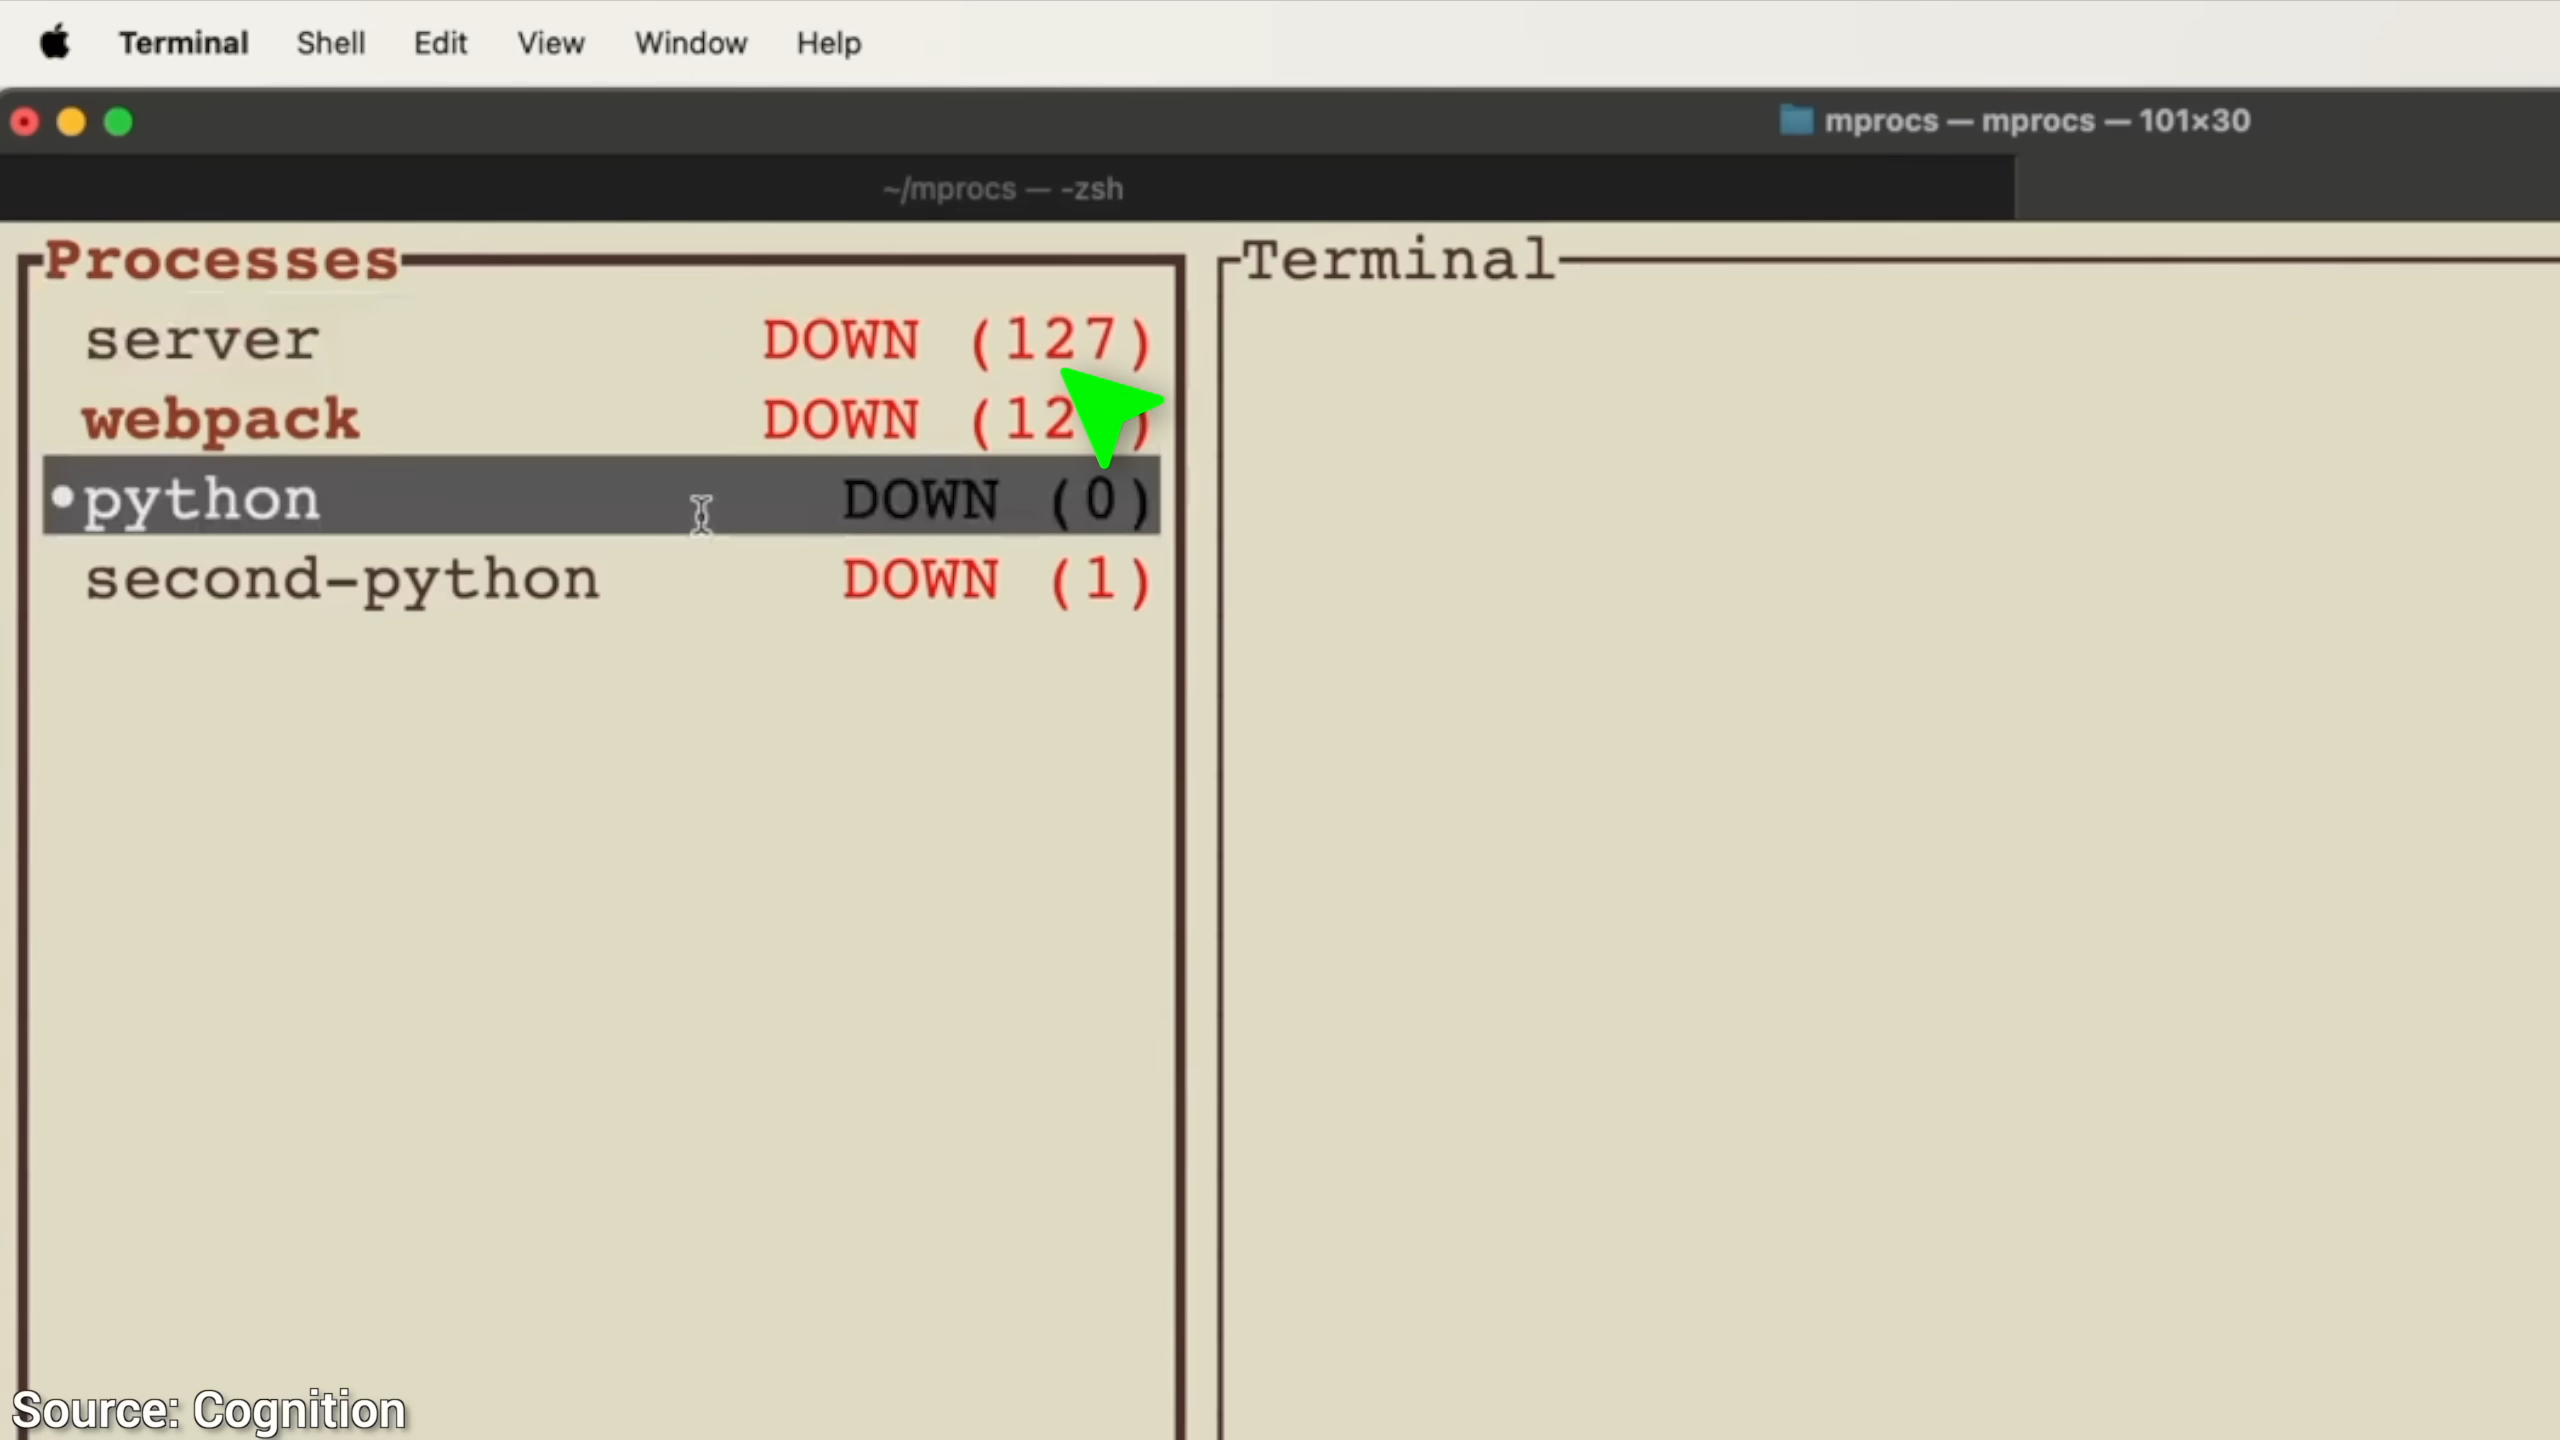 Terminal Shell Edit View Window Help
mprocs — mprocs — 101×30
~/mprocs — -zsh
Processes
server DOWN (127)
webpack DOWN
•python DOWN (0)
second-python DOWN (1)
Terminal
Source: Cognition